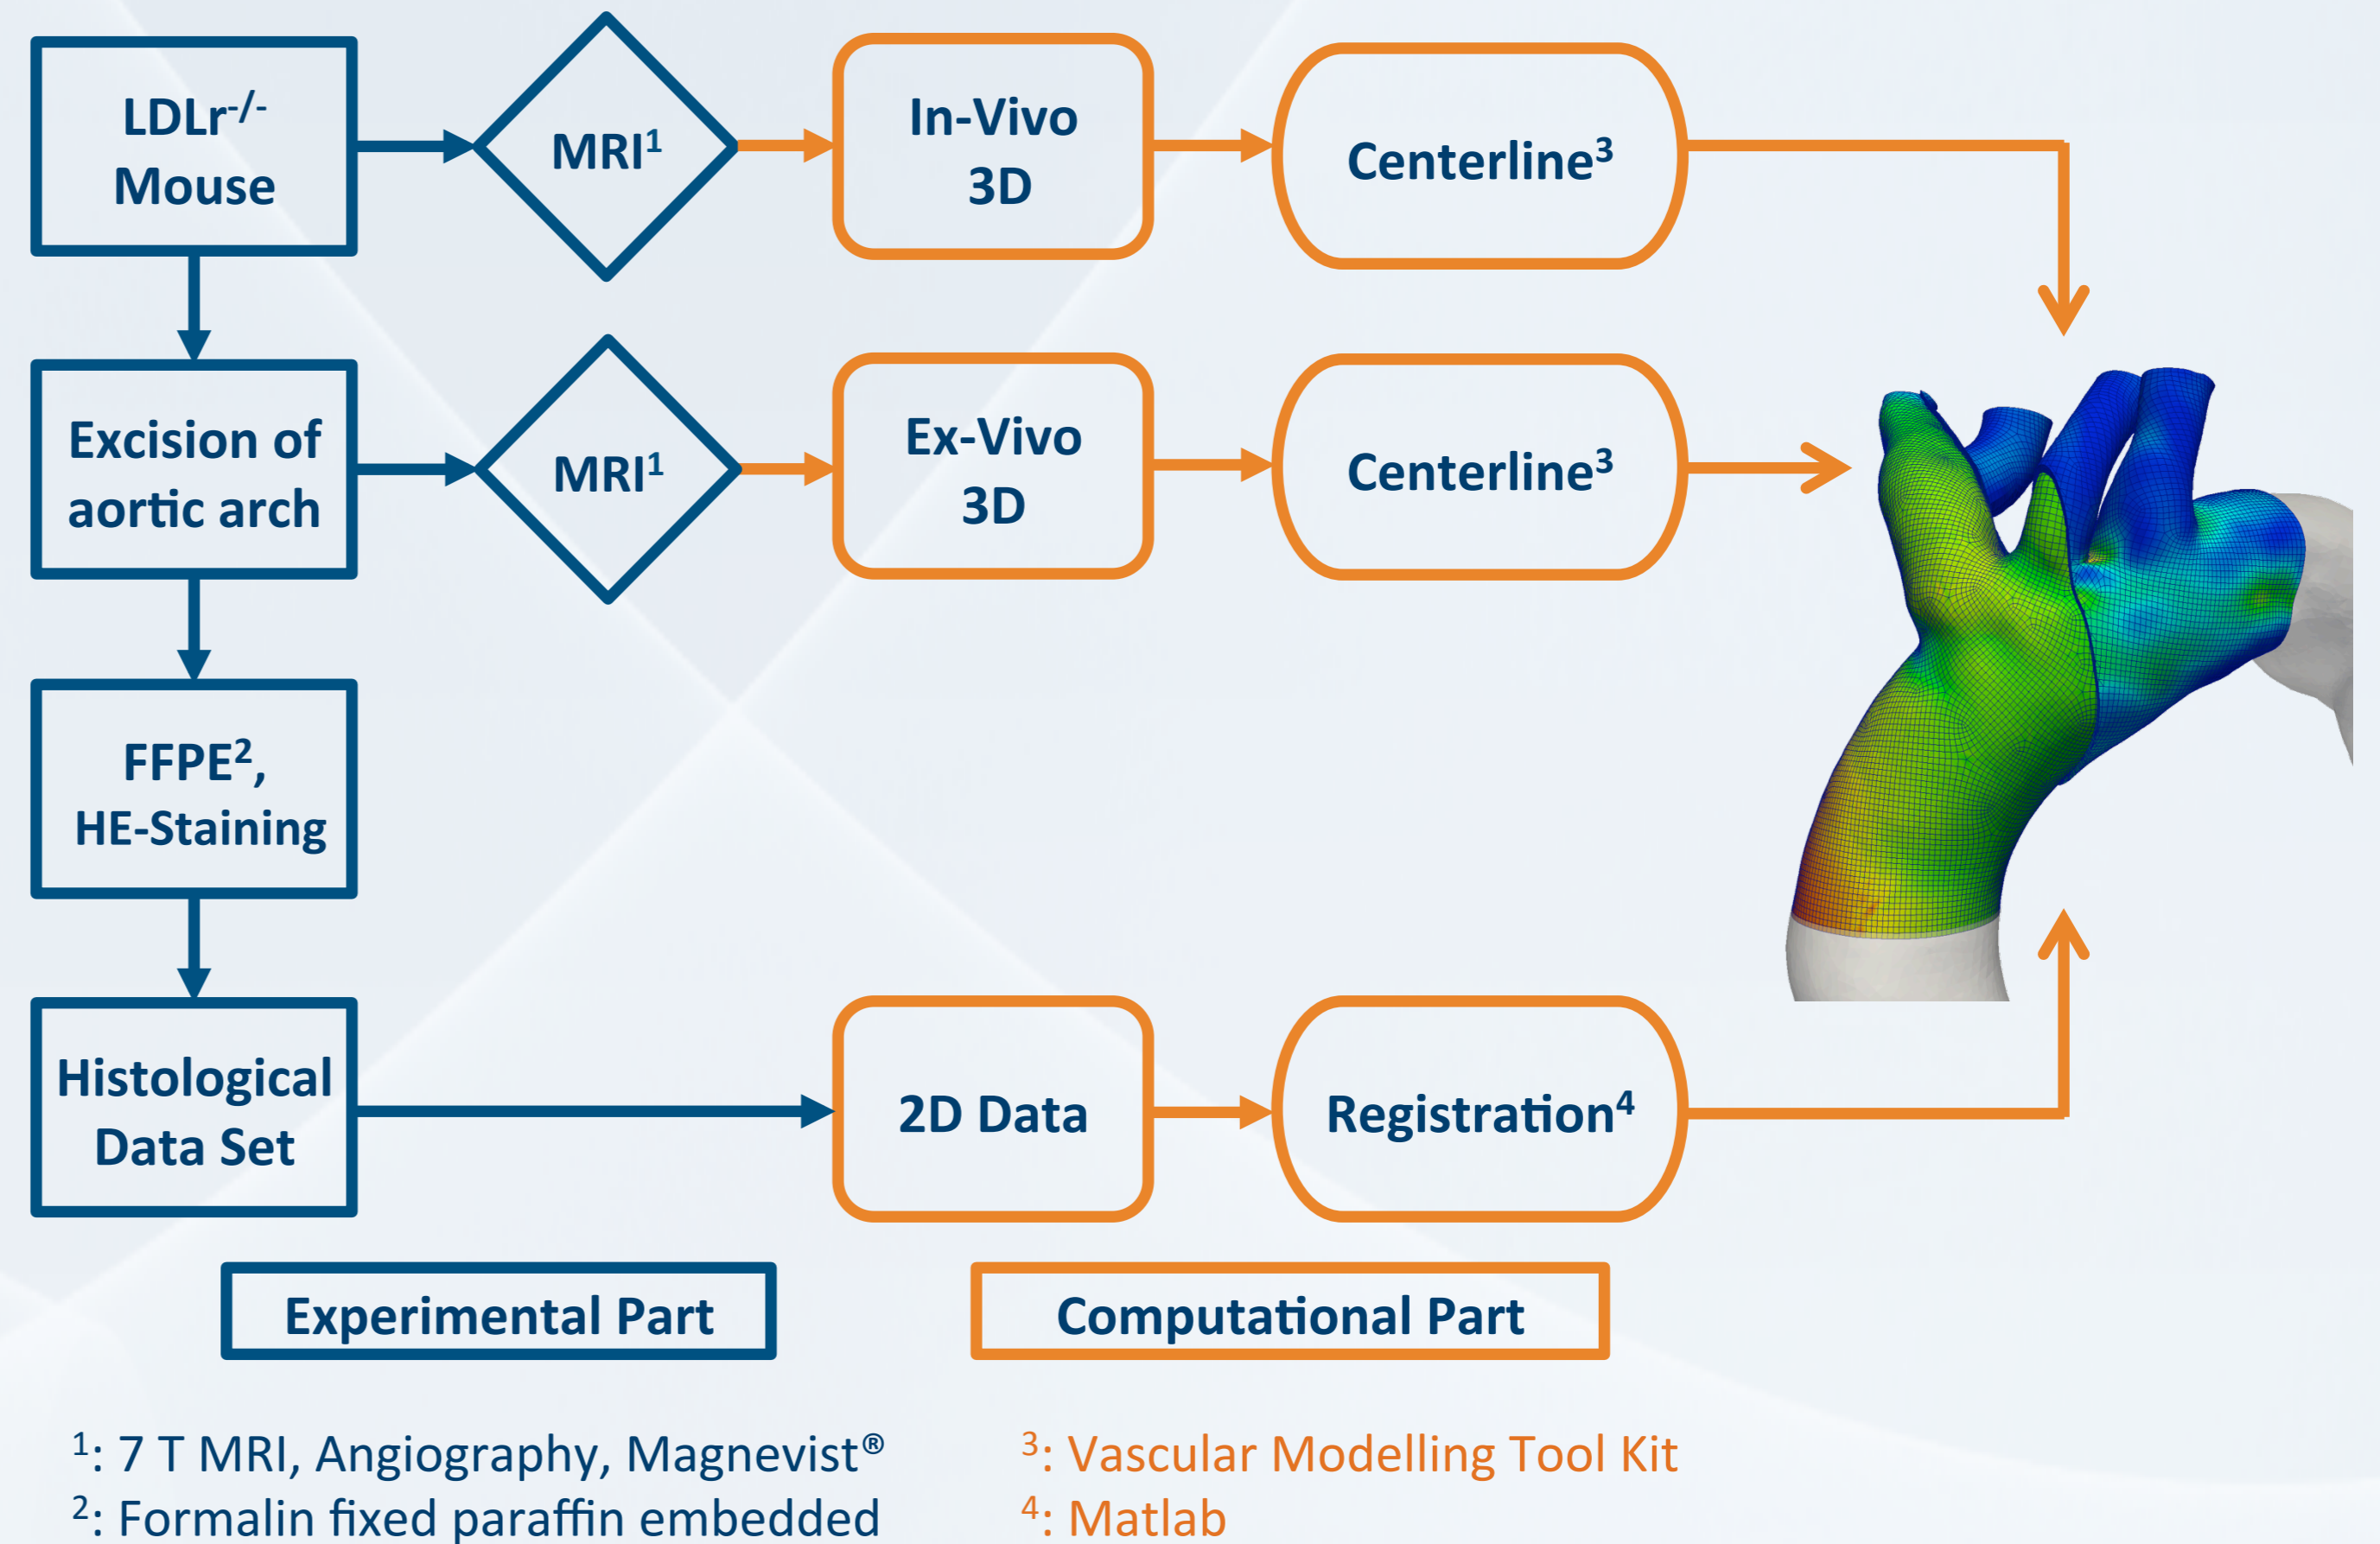 LDLr⁻/⁻
Mouse
MRI¹
In-Vivo
3D
Centerline³
Excision of
aortic arch
MRI¹
Ex-Vivo
3D
Centerline³
FFPE²,
HE-Staining
Histological
Data Set
2D Data
Registration⁴
Experimental Part
Computational Part
¹: 7 T MRI, Angiography, Magnevist®
²: Formalin fixed paraffin embedded
³: Vascular Modelling Tool Kit
⁴: Matlab